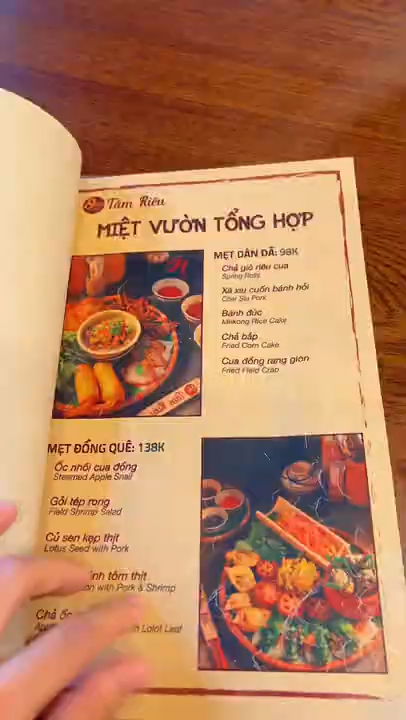 Tám Riêu
MIỆT VƯỜN TỔNG HỢP
MẸT DÂN DÃ: 98K
Chả giò riêu cua
Spring Rolls
Xá xíu cuốn bánh hỏi
Char Siu Pork
Bánh đúc
Mekong Rice Cake
Chả bắp
Fried Corn Cake
Cua đồng rang giòn
Fried Field Crab
MẸT ĐỒNG QUÊ: 138K
Ốc nhồi cua đồng
Steamed Apple Snail
Gỏi tép rong
Field Shrimp Salad
Củ sen kẹp thịt
Lotus Seed with Pork
tôm thịt
with Pork & Shrimp
Chả
Lolot Leaf